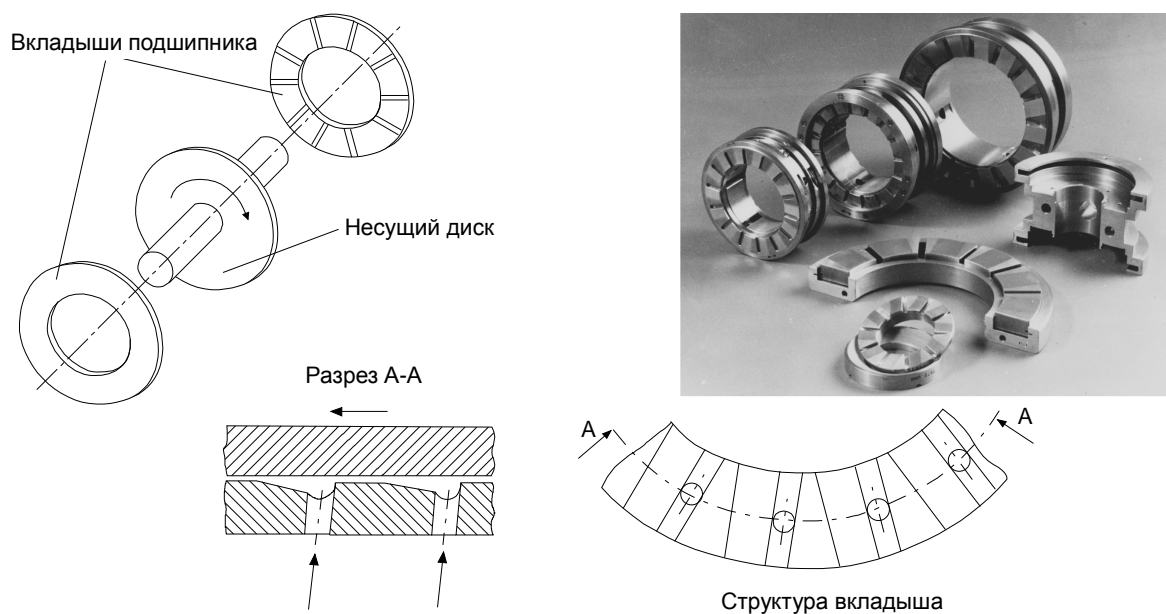 Вкладыши подшипника
Несущий диск
Разрез А-А
А
А
Структура вкладыша